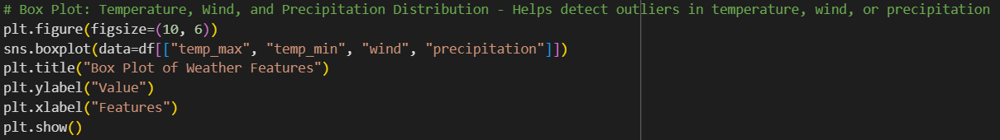 # Box Plot: Temperature, Wind, and Precipitation Distribution - Helps detect outliers in temperature, wind, or precipitation
plt.figure(figsize=(10, 6))
sns.boxplot(data=df[["temp_max", "temp_min", "wind", "precipitation"]])
plt.title("Box Plot of Weather Features")
plt.ylabel("Value")
plt.xlabel("Features")
plt.show()